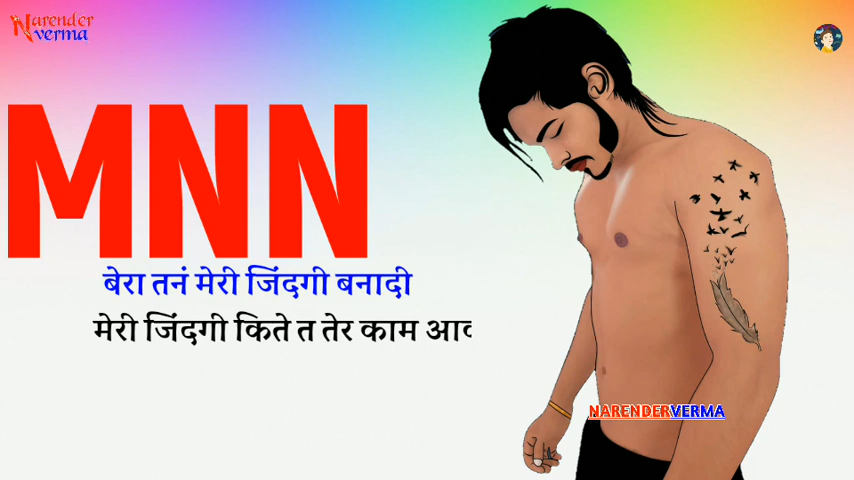 Narender
verma
MNN
बेरा तनं मेरी जिंदगी बनादी
मेरी जिंदगी किते त तेर काम
NARENDERVERMA